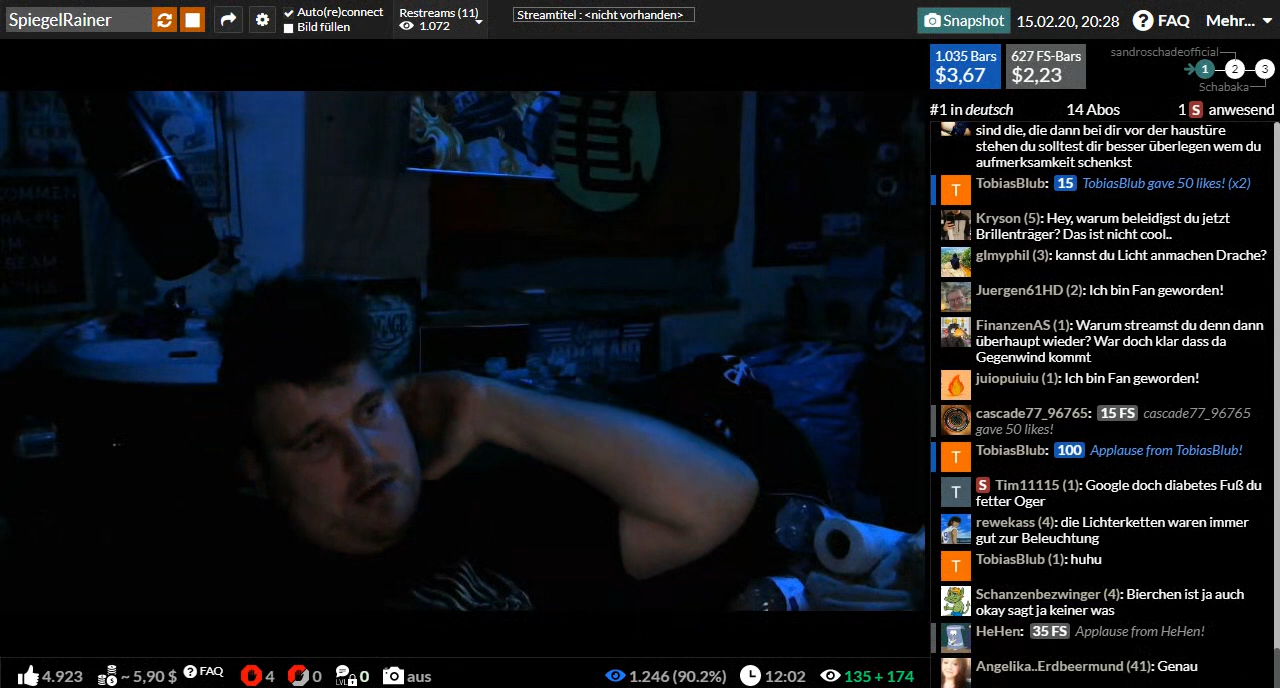 SpiegelRainer
Auto(re)connect
Bild füllen
Restreams (11)
1.072
Streamtitel : <nicht vorhanden>
Snapshot
15.02.20, 20:28
FAQ
Mehr...
1.035 Bars
$3,67
627 FS-Bars
$2,23
sandroschadeofficial
1 2 3
Schabaka
#1 in deutsch
14 Abos
1 S anwesend
sind die, die dann bei dir vor der haustüre
stehen du solltest dir besser überlegen wem du
aufmerksamkeit schenkst
T TobiasBlub: 15 TobiasBlub gave 50 likes! (x2)
Kryson (5): Hey, warum beleidigst du jetzt
Brillenträger? Das ist nicht cool..
glmyphil (3): kannst du Licht anmachen Drache?
Juergen61HD (2): Ich bin Fan geworden!
FinanzenAS (1): Warum streamst du denn dann
überhaupt wieder? War doch klar dass da
Gegenwind kommt
juiopuiuiu (1): Ich bin Fan geworden!
cascade77_96765: 15 FS cascade77_96765
gave 50 likes!
T TobiasBlub: 100 Applause from TobiasBlub!
T S Tim11115 (1): Google doch diabetes Fuß du
fetter Oger
rewekass (4): die Lichterketten waren immer
gut zur Beleuchtung
T TobiasBlub (1): huhu
Schanzenbezwinger (4): Bierchen ist ja auch
okay sagt ja keiner was
HeHen: 35 FS Applause from HeHen!
Angelika..Erdbeermund (41): Genau
4.923
~ 5,90 $
FAQ
4
0
LVL
0
aus
1.246 (90.2%)
12:02
135 + 174